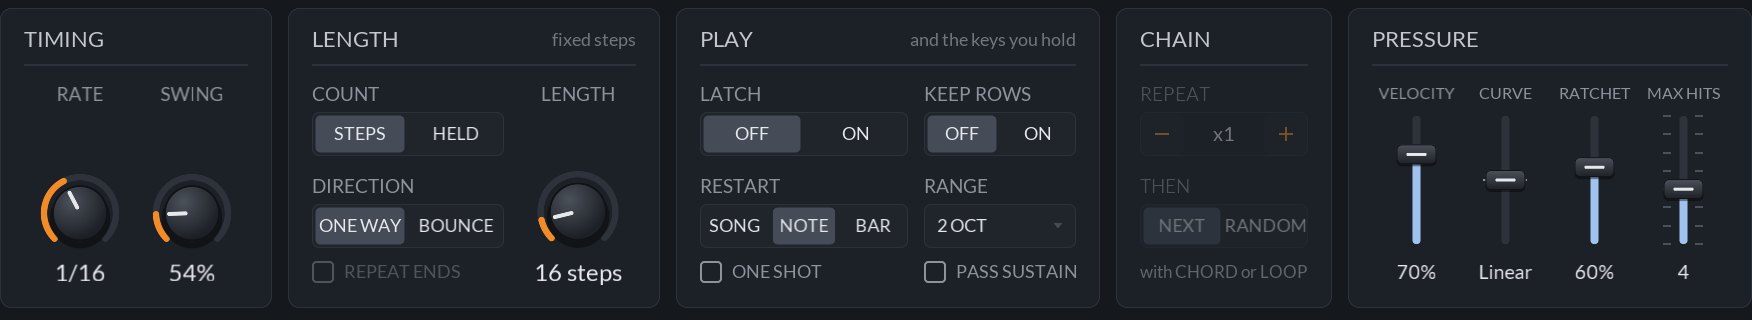 TIMING
RATE SWING
1/16 54%
LENGTH fixed steps
COUNT LENGTH
STEPS HELD
DIRECTION
ONE WAY BOUNCE
REPEAT ENDS 16 steps
PLAY and the keys you hold
LATCH KEEP ROWS
OFF ON OFF ON
RESTART RANGE
SONG NOTE BAR 2 OCT
ONE SHOT PASS SUSTAIN
CHAIN
REPEAT
− x1 +
THEN
NEXT RANDOM
with CHORD or LOOP
PRESSURE
VELOCITY CURVE RATCHET MAX HITS
70% Linear 60% 4